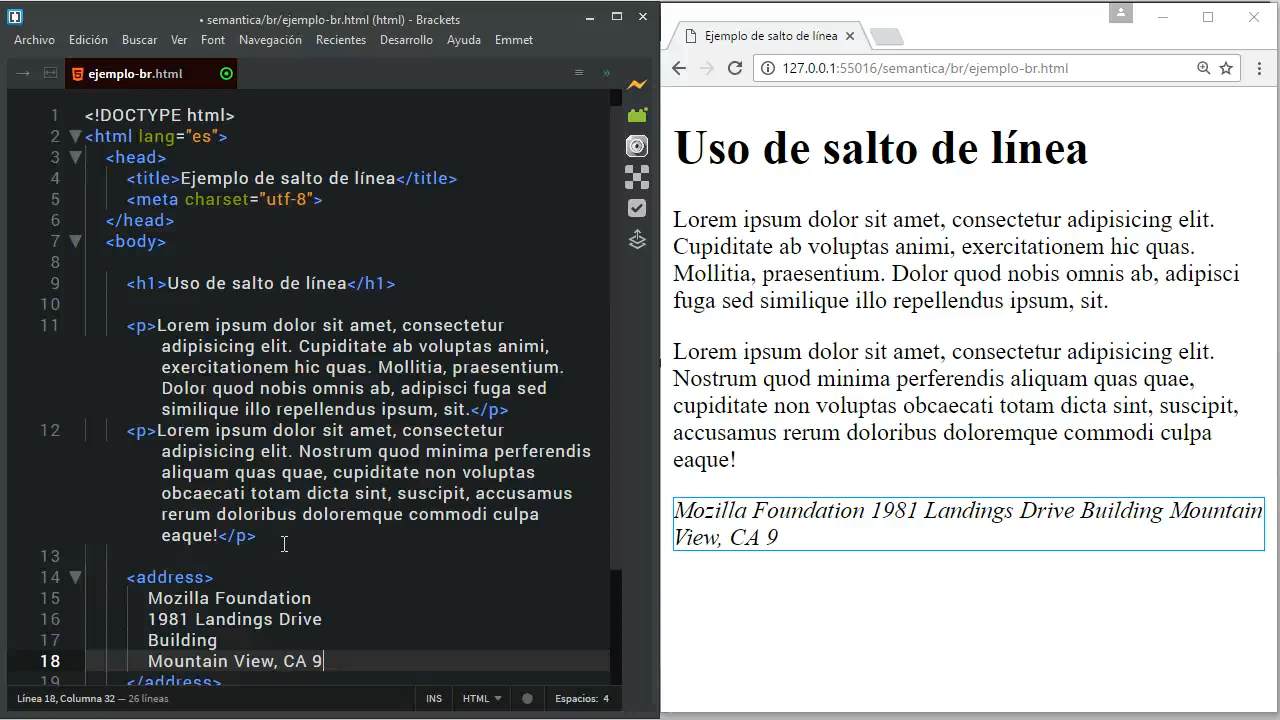 • semantica/br/ejemplo-br.html (html) - Brackets
Archivo Edición Buscar Ver Font Navegación Recientes Desarrollo Ayuda Emmet
ejemplo-br.html
1 <!DOCTYPE html>
2 <html lang="es">
3 <head>
4 <title>Ejemplo de salto de línea</title>
5 <meta charset="utf-8">
6 </head>
7 <body>
8
9 <h1>Uso de salto de línea</h1>
10
11 <p>Lorem ipsum dolor sit amet, consectetur
adipisicing elit. Cupiditate ab voluptas animi,
exercitationem hic quas. Mollitia, praesentium.
Dolor quod nobis omnis ab, adipisci fuga sed
similique illo repellendus ipsum, sit.</p>
12 <p>Lorem ipsum dolor sit amet, consectetur
adipisicing elit. Nostrum quod minima perferendis
aliquam quas quae, cupiditate non voluptas
obcaecati totam dicta sint, suscipit, accusamus
rerum doloribus doloremque commodi culpa
eaque!</p>
13
14 <address>
15 Mozilla Foundation
16 1981 Landings Drive
17 Building
18 Mountain View, CA 9
19 </address>
Línea 18, Columna 32 — 26 líneas INS HTML Espacios: 4
Ejemplo de salto de línea
127.0.0.1:55016/semantica/br/ejemplo-br.html
Uso de salto de línea
Lorem ipsum dolor sit amet, consectetur adipisicing elit.
Cupiditate ab voluptas animi, exercitationem hic quas.
Mollitia, praesentium. Dolor quod nobis omnis ab, adipisci
fuga sed similique illo repellendus ipsum, sit.
Lorem ipsum dolor sit amet, consectetur adipisicing elit.
Nostrum quod minima perferendis aliquam quas quae,
cupiditate non voluptas obcaecati totam dicta sint, suscipit,
accusamus rerum doloribus doloremque commodi culpa
eaque!
Mozilla Foundation 1981 Landings Drive Building Mountain
View, CA 9